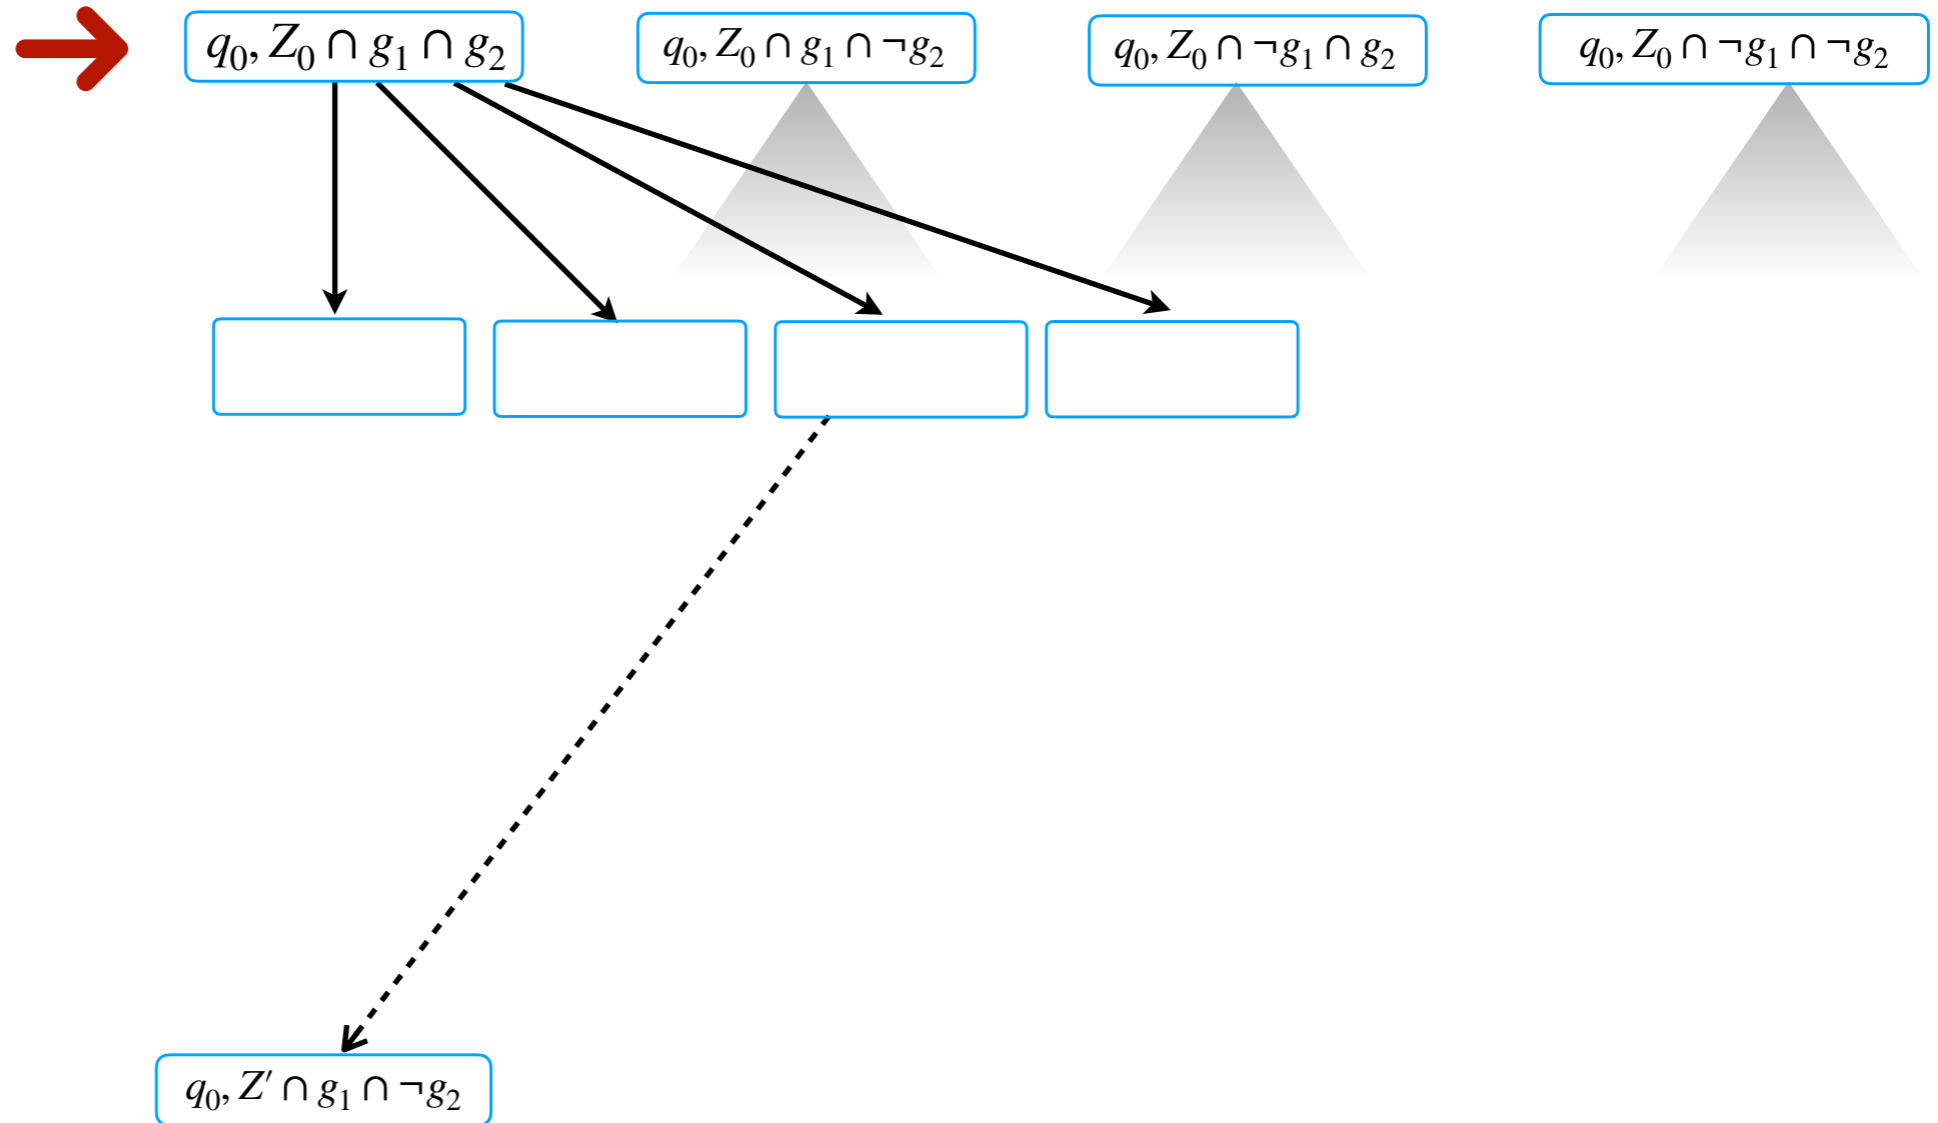 q₀, Z₀ ∩ g₁ ∩ g₂
q₀, Z₀ ∩ g₁ ∩ ¬g₂
q₀, Z₀ ∩ ¬g₁ ∩ g₂
q₀, Z₀ ∩ ¬g₁ ∩ ¬g₂
q₀, Z′ ∩ g₁ ∩ ¬g₂